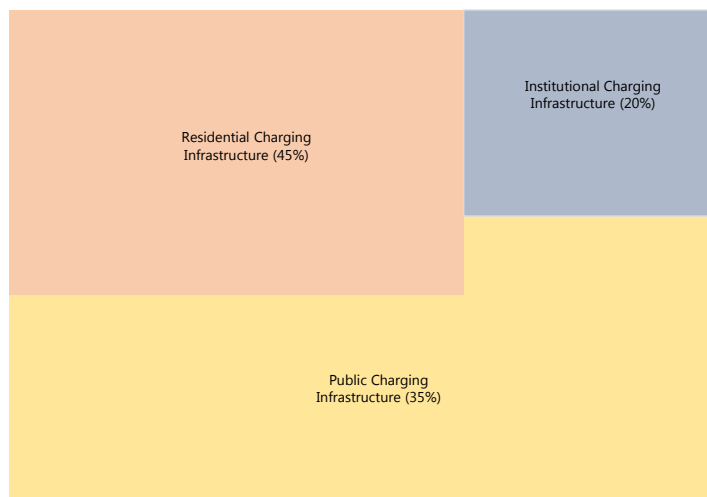 Residential Charging
Infrastructure (45%)
Institutional Charging
Infrastructure (20%)
Public Charging
Infrastructure (35%)